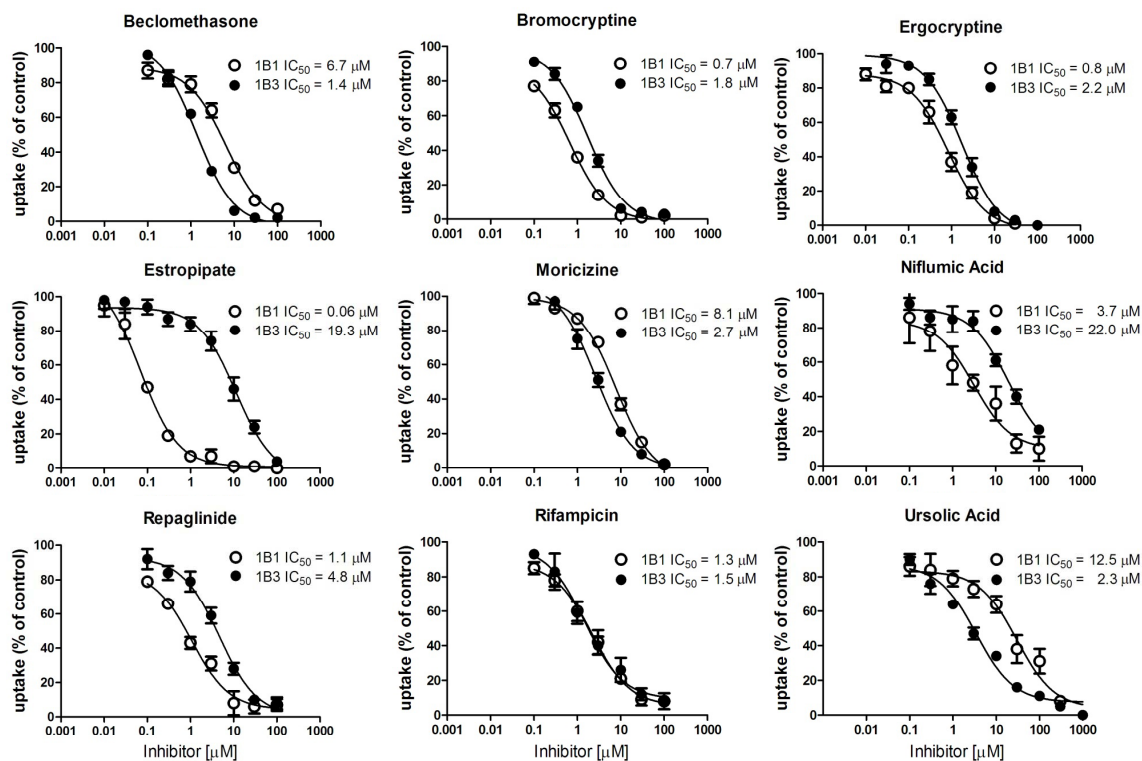 Beclomethasone
1B1 IC50 = 6.7 μM
1B3 IC50 = 1.4 μM
uptake (% of control)
100
80
60
40
20
0
0.001 0.01 0.1 1 10 100 1000
Bromocryptine
1B1 IC50 = 0.7 μM
1B3 IC50 = 1.8 μM
uptake (% of control)
100
80
60
40
20
0
0.001 0.01 0.1 1 10 100 1000
Ergocryptine
1B1 IC50 = 0.8 μM
1B3 IC50 = 2.2 μM
uptake (% of control)
100
80
60
40
20
0
0.001 0.01 0.1 1 10 100 1000
Estropipate
1B1 IC50 = 0.06 μM
1B3 IC50 = 19.3 μM
uptake (% of control)
100
80
60
40
20
0
0.001 0.01 0.1 1 10 100 1000
Moricizine
1B1 IC50 = 8.1 μM
1B3 IC50 = 2.7 μM
uptake (% of control)
100
80
60
40
20
0
0.001 0.01 0.1 1 10 100 1000
Niflumic Acid
1B1 IC50 = 3.7 μM
1B3 IC50 = 22.0 μM
uptake (% of control)
100
80
60
40
20
0
0.001 0.01 0.1 1 10 100 1000
Repaglinide
1B1 IC50 = 1.1 μM
1B3 IC50 = 4.8 μM
uptake (% of control)
100
80
60
40
20
0
0.001 0.01 0.1 1 10 100 1000
Inhibitor [μM]
Rifampicin
1B1 IC50 = 1.3 μM
1B3 IC50 = 1.5 μM
uptake (% of control)
100
80
60
40
20
0
0.001 0.01 0.1 1 10 100 1000
Inhibitor [μM]
Ursolic Acid
1B1 IC50 = 12.5 μM
1B3 IC50 = 2.3 μM
uptake (% of control)
100
80
60
40
20
0
0.001 0.01 0.1 1 10 100 1000
Inhibitor [μM]